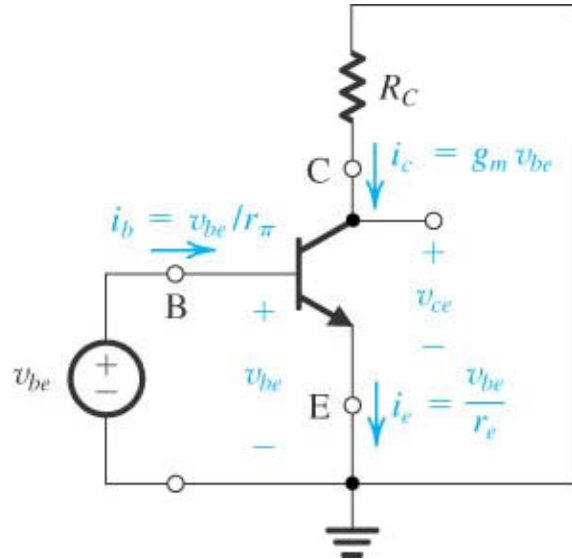 R_C
C
i_c = g_m v_be
i_b = v_be/r_π
B
+
+
v_ce
−
v_be
+
−
v_be
E
i_e = v_be/r_e
−